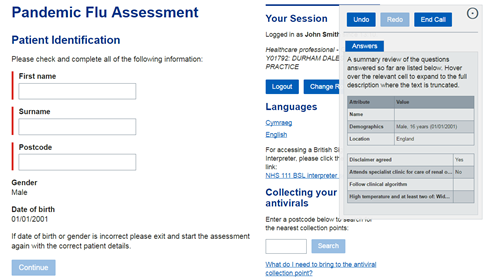 Pandemic Flu Assessment
Patient Identification
Please check and complete all of the following information:
First name
Surname
Postcode
Gender
Male
Date of birth
01/01/2001
If date of birth or gender is incorrect please exit and start the assessment
again with the correct patient details.
Continue
Your Session
Logged in as John Smith
Healthcare professional -
Y01792: DURHAM DALE
PRACTICE
Logout
Change R
Languages
Cymraeg
English
For accessing a British Si
Interpreter, please click th
link:
NHS 111 BSL interpreter
Collecting your
antivirals
Enter a postcode below to search for
the nearest collection points:
Search
What do I need to bring to the antiviral
collection point?
Undo
Redo
End Call
Answers
A summary review of the questions
answered so far are listed below. Hover
over the relevant cell to expand to the full
description where the text is truncated.
Attribute Value
Name
Demographics Male, 16 years (01/01/2001)
Location England
Disclaimer agreed Yes
Attends specialist clinic for care of renal o... No
Follow clinical algorithm
High temperature and at least two of: Wid...